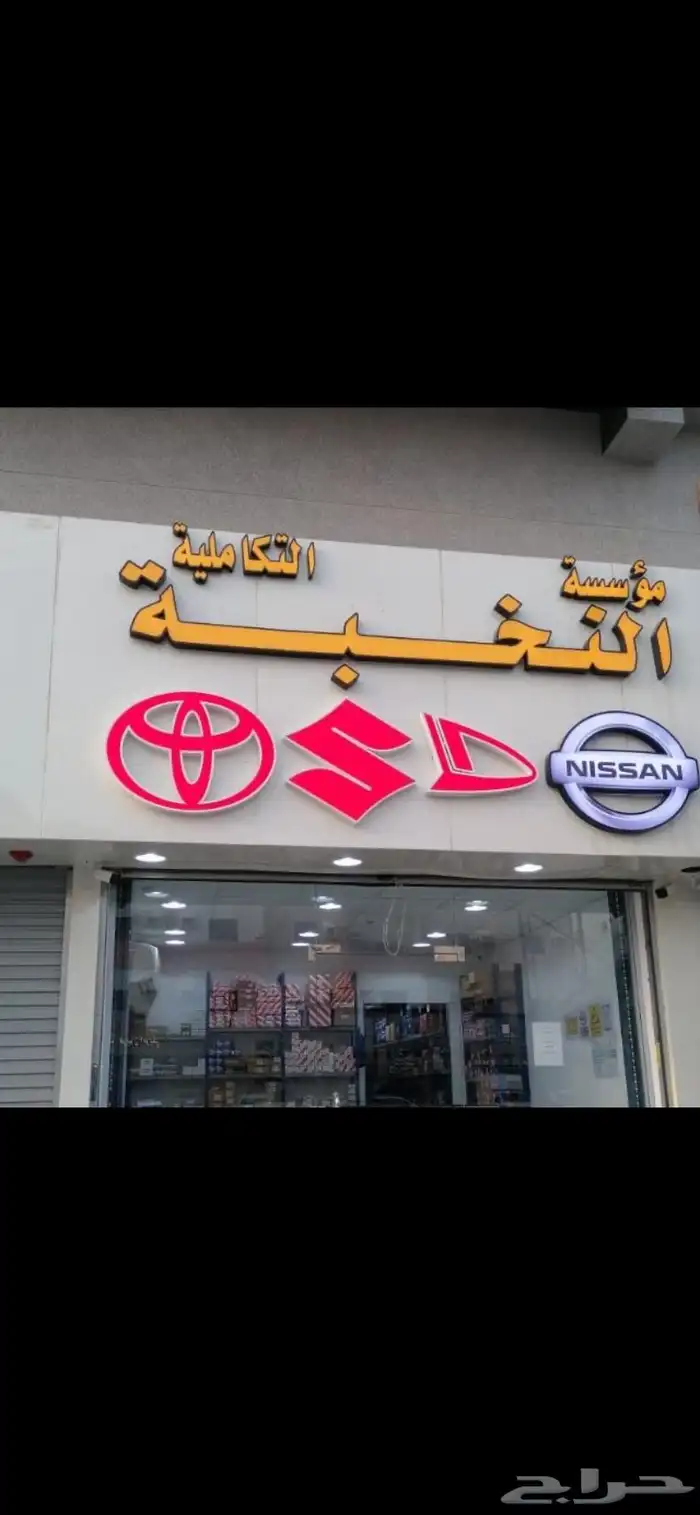 مؤسسة
النخبة
التكاملية
NISSAN
حراج